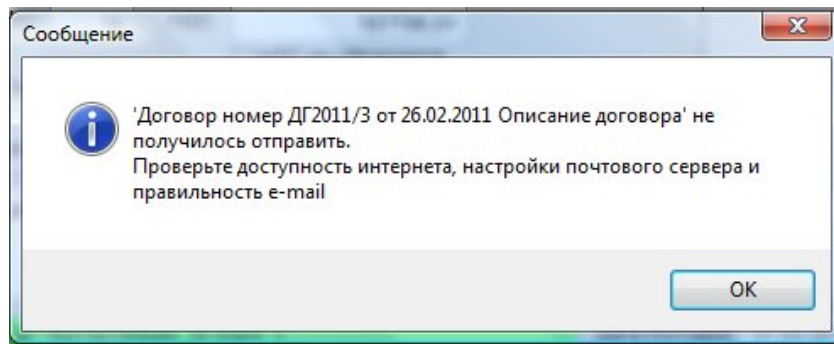 Сообщение
'Договор номер ДГ2011/3 от 26.02.2011 Описание договора' не
получилось отправить.
Проверьте доступность интернета, настройки почтового сервера и
правильность e-mail
OK